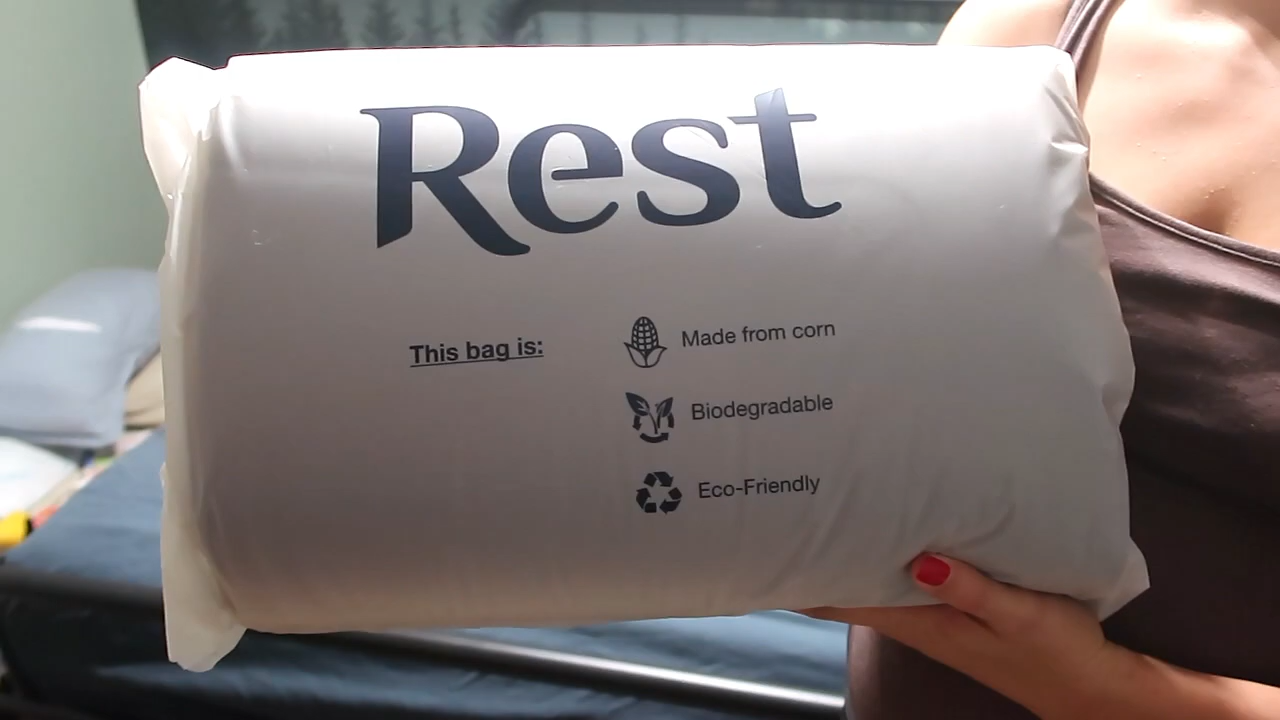 Rest
This bag is:
Made from corn
Biodegradable
Eco-Friendly